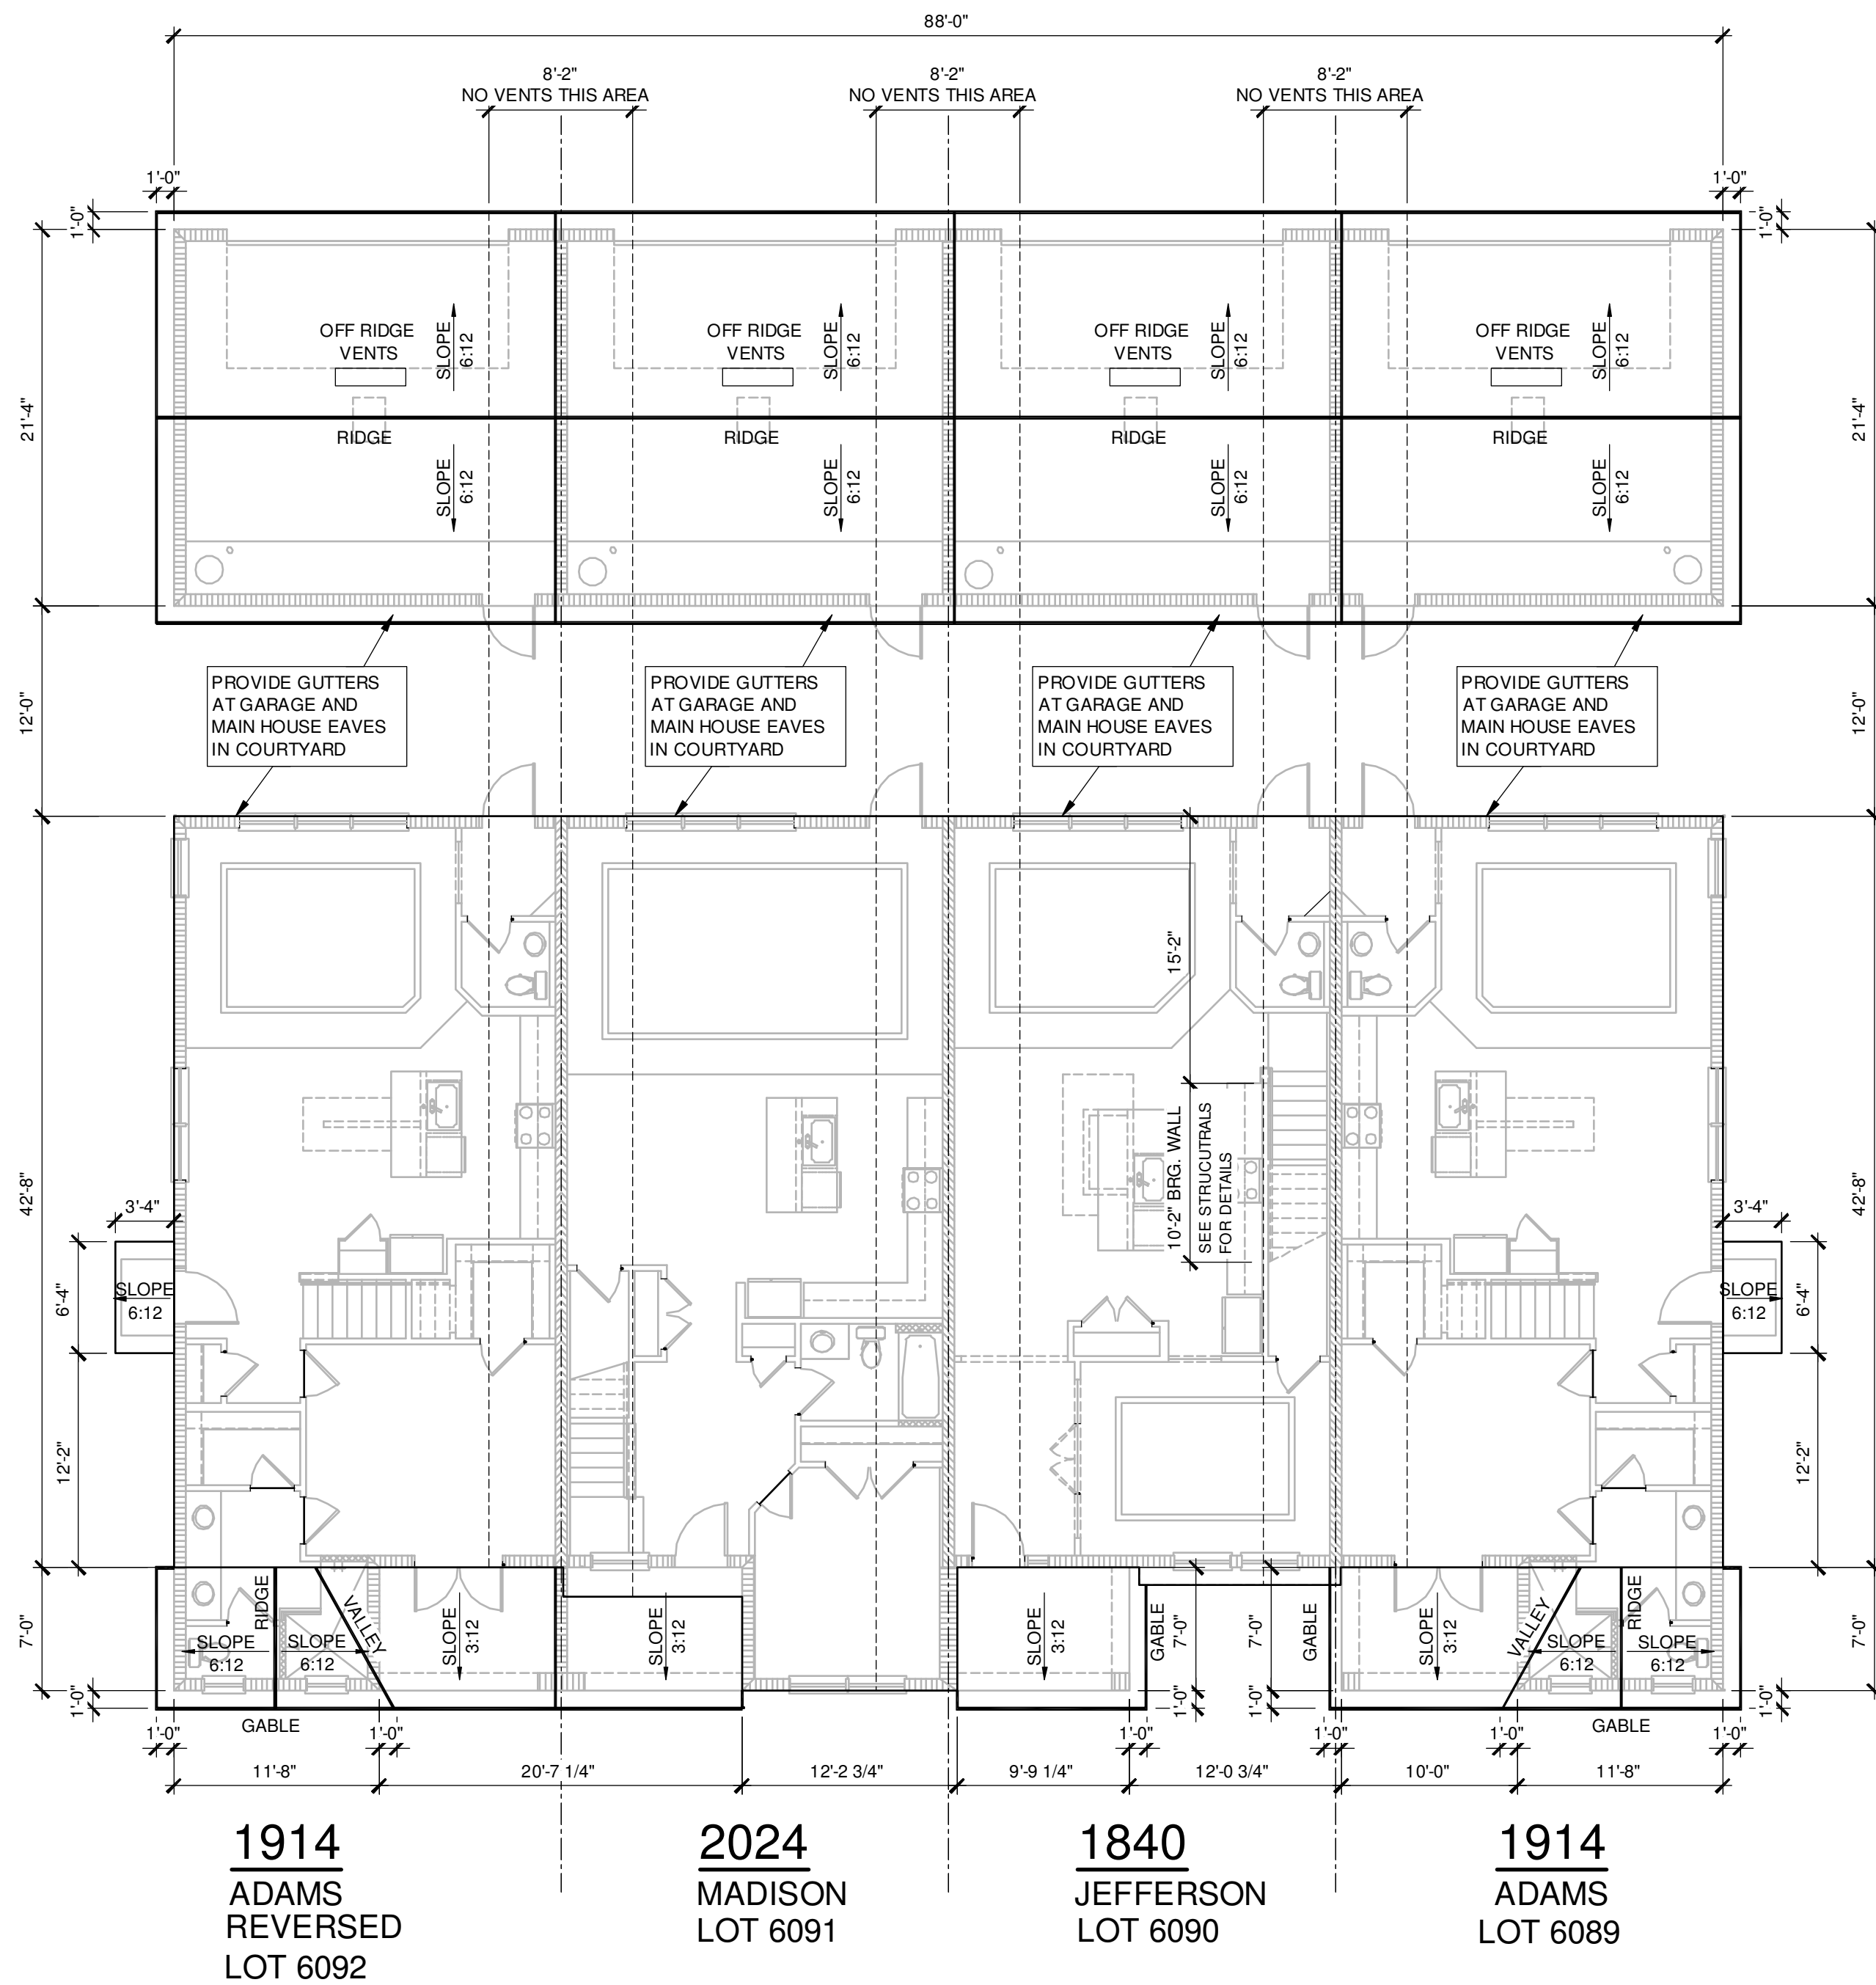 88'-0"
8'-2"
NO VENTS THIS AREA
8'-2"
NO VENTS THIS AREA
8'-2"
NO VENTS THIS AREA
1'-0"
1'-0"
1'-0"
1'-0"
OFF RIDGE
VENTS
SLOPE
6:12
OFF RIDGE
VENTS
SLOPE
6:12
OFF RIDGE
VENTS
SLOPE
6:12
OFF RIDGE
VENTS
SLOPE
6:12
21'-4"
21'-4"
RIDGE
RIDGE
RIDGE
RIDGE
SLOPE
6:12
SLOPE
6:12
SLOPE
6:12
SLOPE
6:12
12'-0"
PROVIDE GUTTERS
AT GARAGE AND
MAIN HOUSE EAVES
IN COURTYARD
PROVIDE GUTTERS
AT GARAGE AND
MAIN HOUSE EAVES
IN COURTYARD
PROVIDE GUTTERS
AT GARAGE AND
MAIN HOUSE EAVES
IN COURTYARD
PROVIDE GUTTERS
AT GARAGE AND
MAIN HOUSE EAVES
IN COURTYARD
12'-0"
15'-2"
10'-2" BRG. WALL
SEE STRUCUTRALS
FOR DETAILS
42'-8"
42'-8"
3'-4"
3'-4"
6'-4"
SLOPE
6:12
SLOPE
6:12
6'-4"
12'-2"
12'-2"
7'-0"
1'-0"
RIDGE
VALLEY
SLOPE
6:12
SLOPE
6:12
SLOPE
3:12
SLOPE
3:12
SLOPE
3:12
GABLE
7'-0"
1'-0"
7'-0"
1'-0"
GABLE
SLOPE
3:12
VALLEY
RIDGE
SLOPE
6:12
SLOPE
6:12
7'-0"
1'-0"
GABLE
GABLE
1'-0"
1'-0"
1'-0"
1'-0"
1'-0"
1'-0"
11'-8"
20'-7 1/4"
12'-2 3/4"
9'-9 1/4"
12'-0 3/4"
10'-0"
11'-8"
1914
ADAMS
REVERSED
LOT 6092
2024
MADISON
LOT 6091
1840
JEFFERSON
LOT 6090
1914
ADAMS
LOT 6089